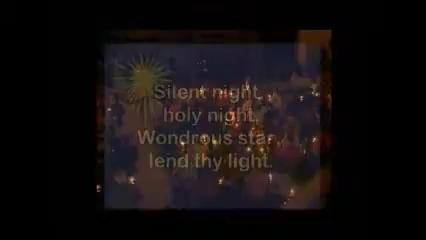 Silent night,
holy night,
Wondrous star
lend thy light.